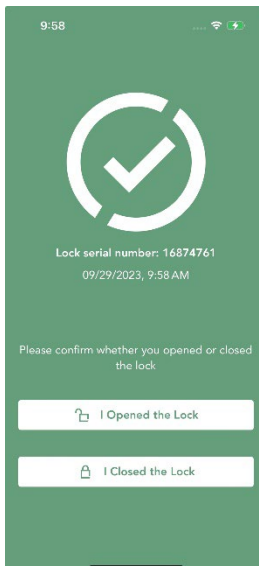 9:58
Lock serial number: 16874761
09/29/2023, 9:58 AM
Please confirm whether you opened or closed
the lock
I Opened the Lock
I Closed the Lock